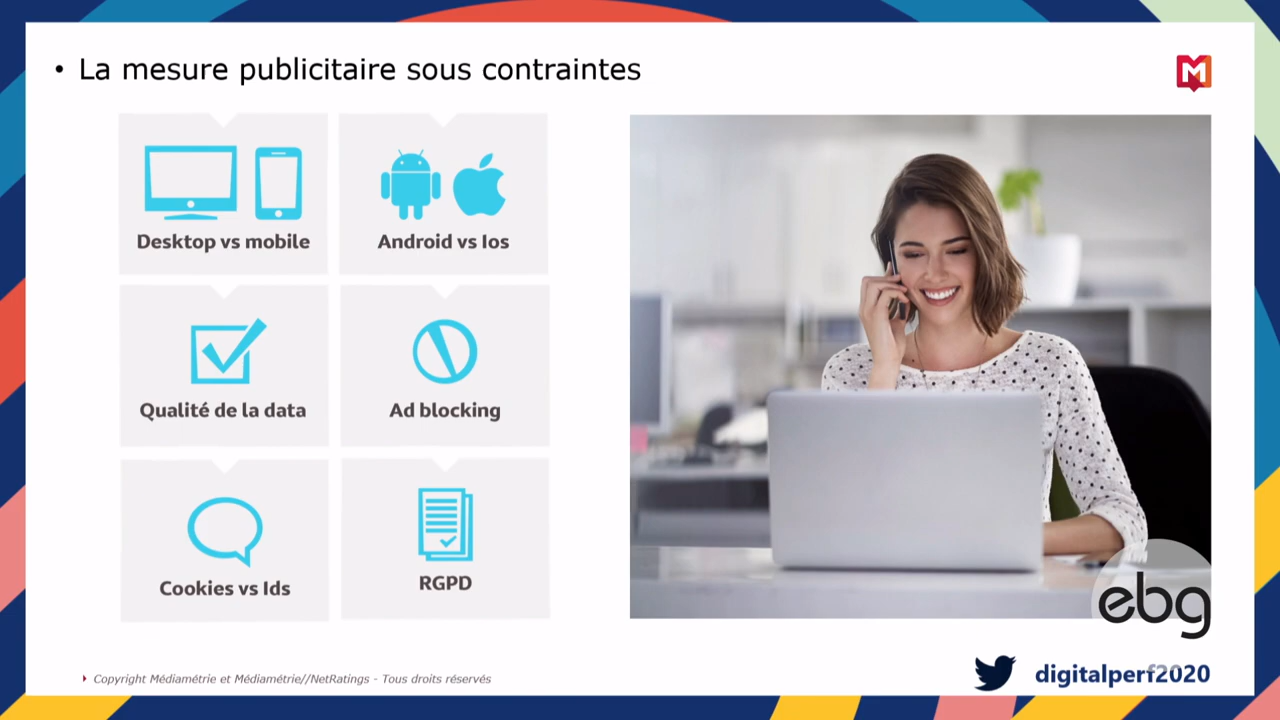 • La mesure publicitaire sous contraintes
M
Desktop vs mobile
Android vs Ios
Qualité de la data
Ad blocking
Cookies vs Ids
RGPD
ebg
Copyright Médiamétrie et Médiamétrie//NetRatings - Tous droits réservés
digitalperf2020